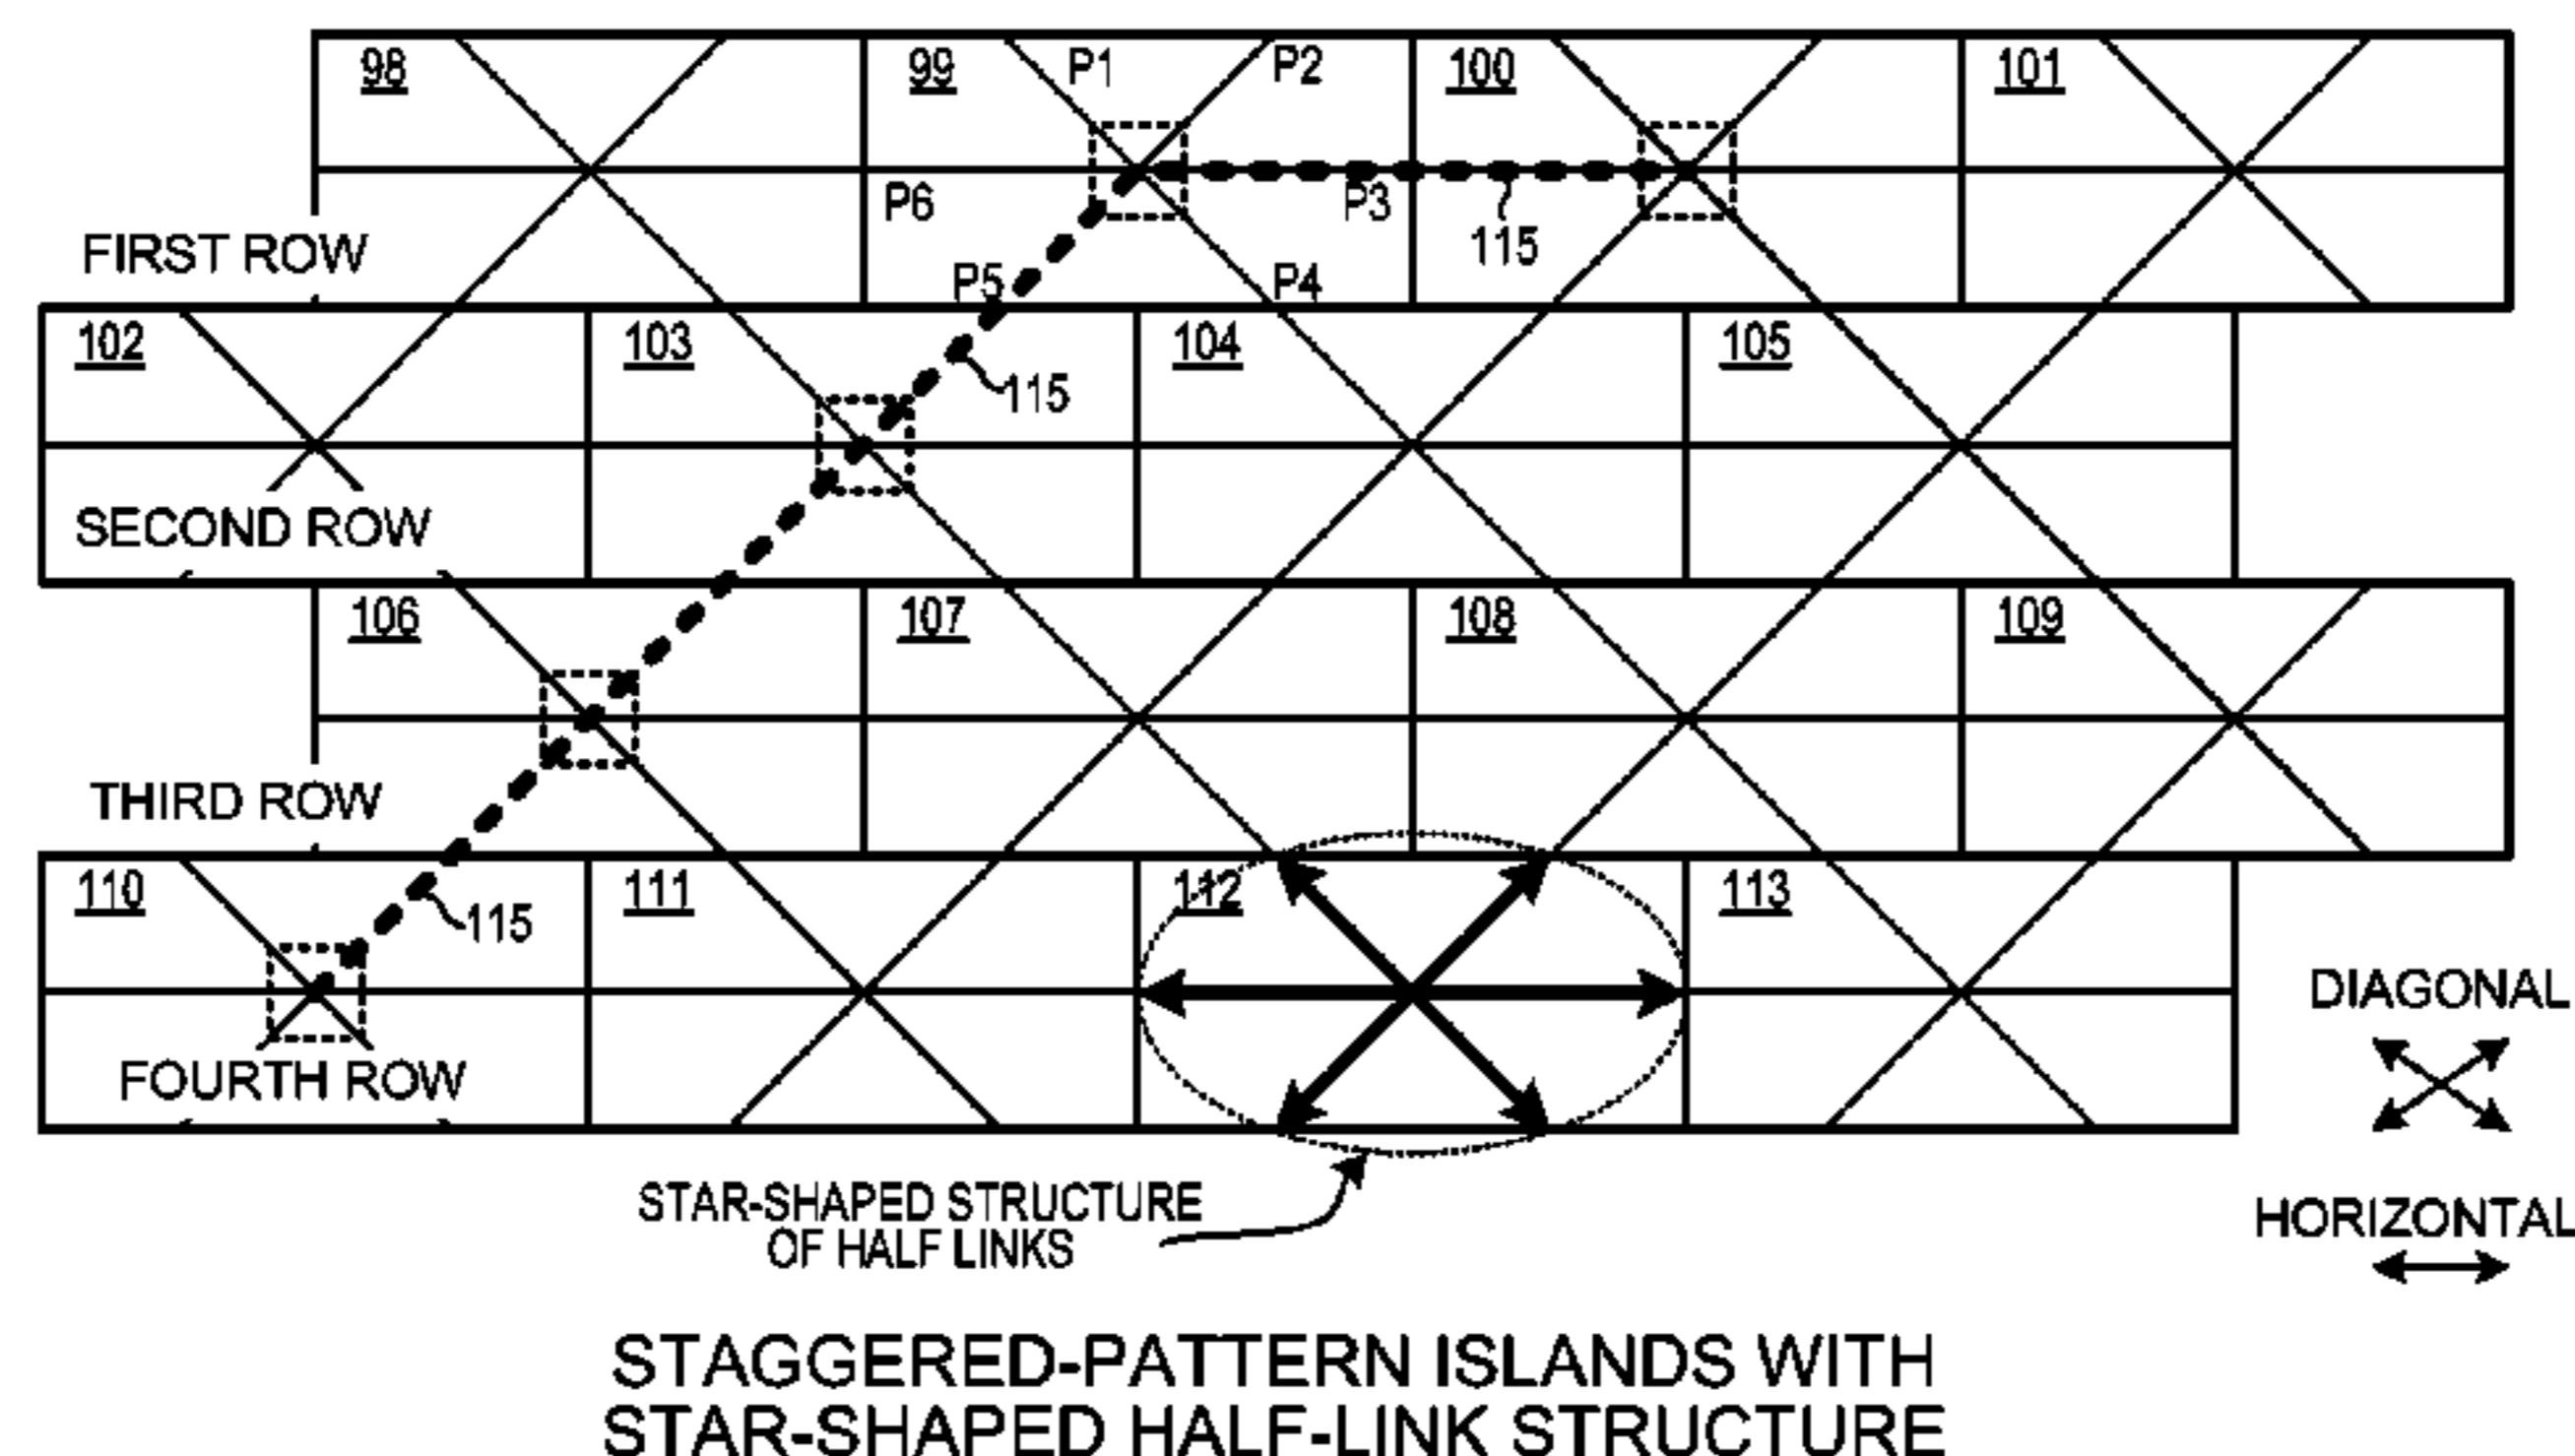 98
99
P1
P2
100
101
P6
P3
115
FIRST ROW
P5
P4
102
103
104
105
115
SECOND ROW
106
107
108
109
THIRD ROW
110
111
112
113
115
DIAGONAL
FOURTH ROW
STAR-SHAPED STRUCTURE
OF HALF LINKS
HORIZONTAL
STAGGERED-PATTERN ISLANDS WITH
STAR-SHAPED HALF-LINK STRUCTURE